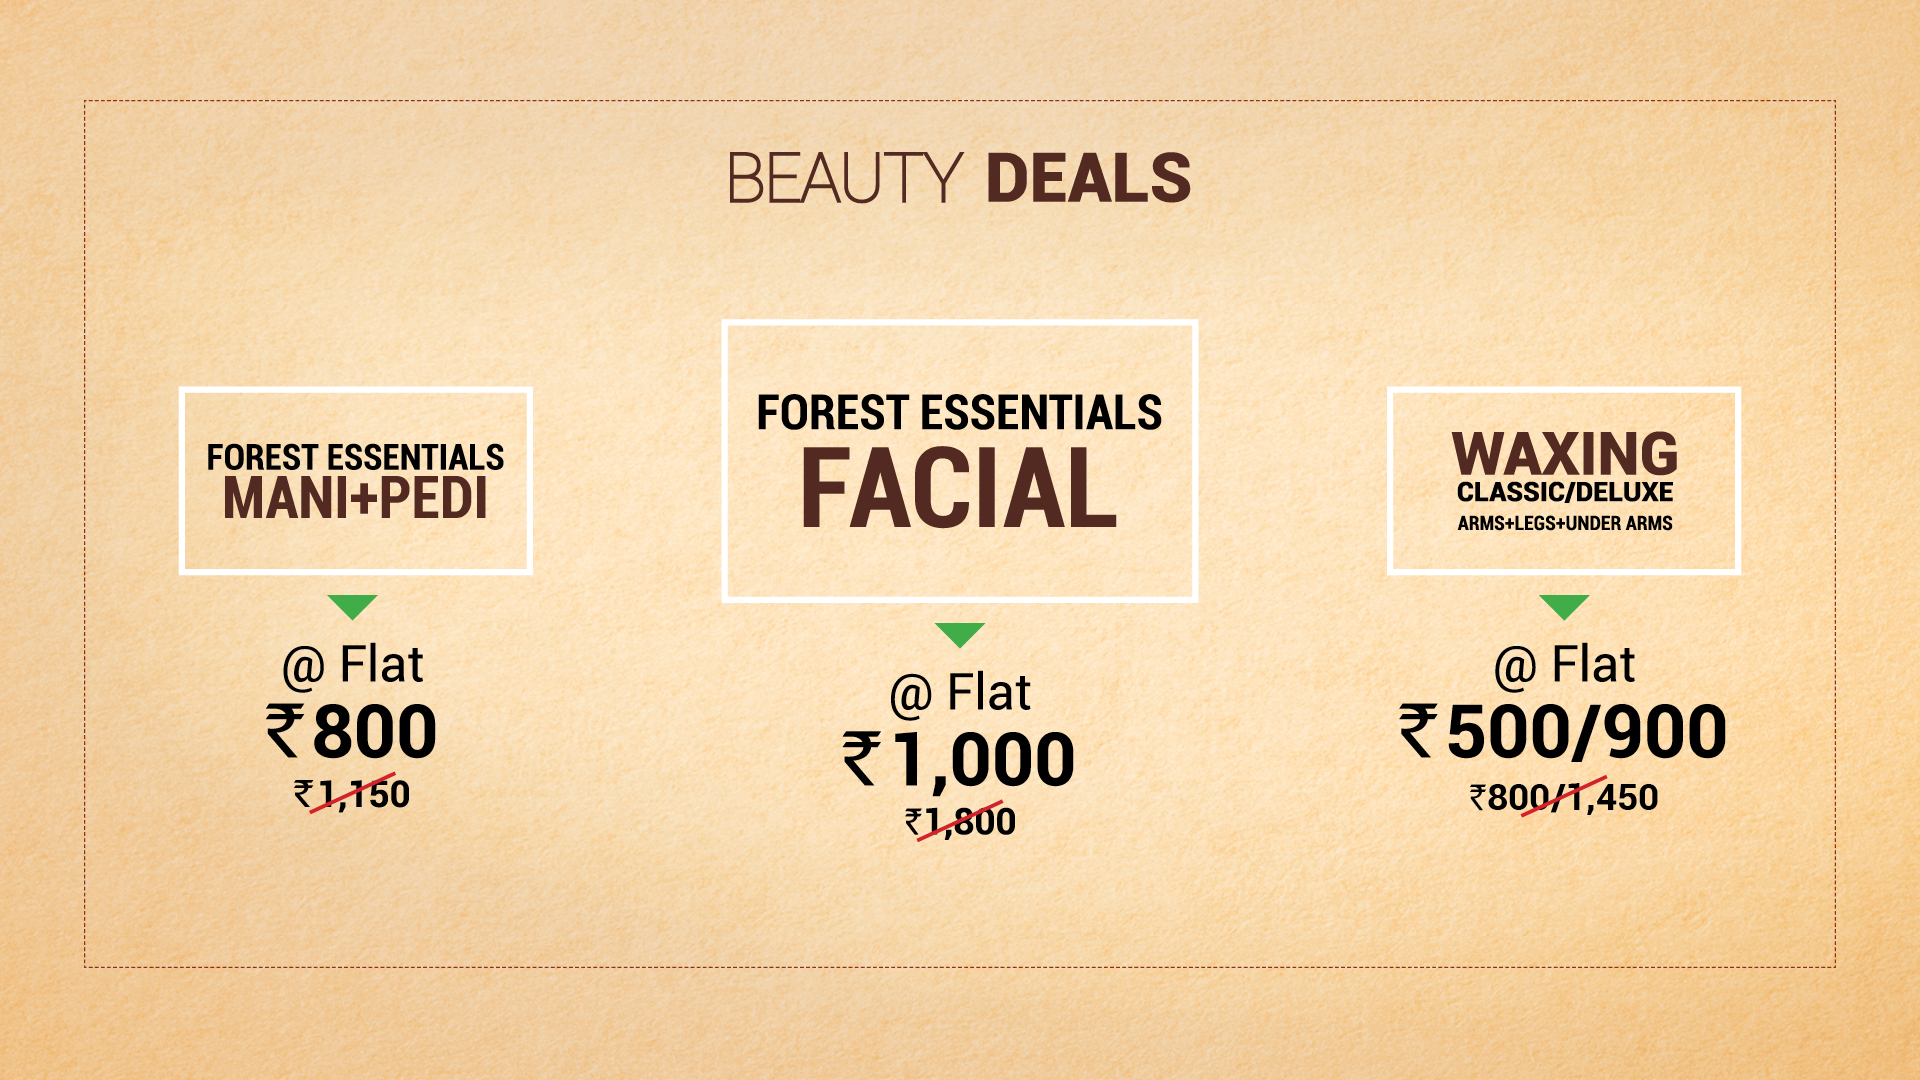 BEAUTY DEALS
FOREST ESSENTIALS
MANI+PEDI
@ Flat
₹800
₹1,150
FOREST ESSENTIALS
FACIAL
@ Flat
₹1,000
₹1,800
WAXING
CLASSIC/DELUXE
ARMS+LEGS+UNDER ARMS
@ Flat
₹500/900
₹800/1,450